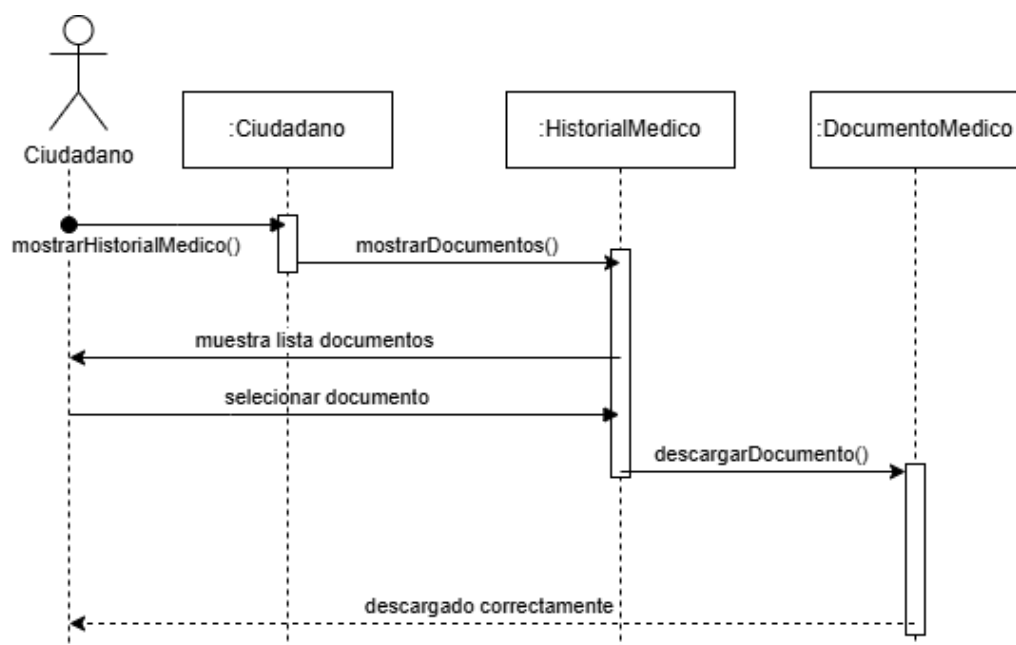 :Ciudadano
:HistorialMedico
:DocumentoMedico
Ciudadano
mostrarHistorialMedico()
mostrarDocumentos()
muestra lista documentos
selecionar documento
descargarDocumento()
descargado correctamente